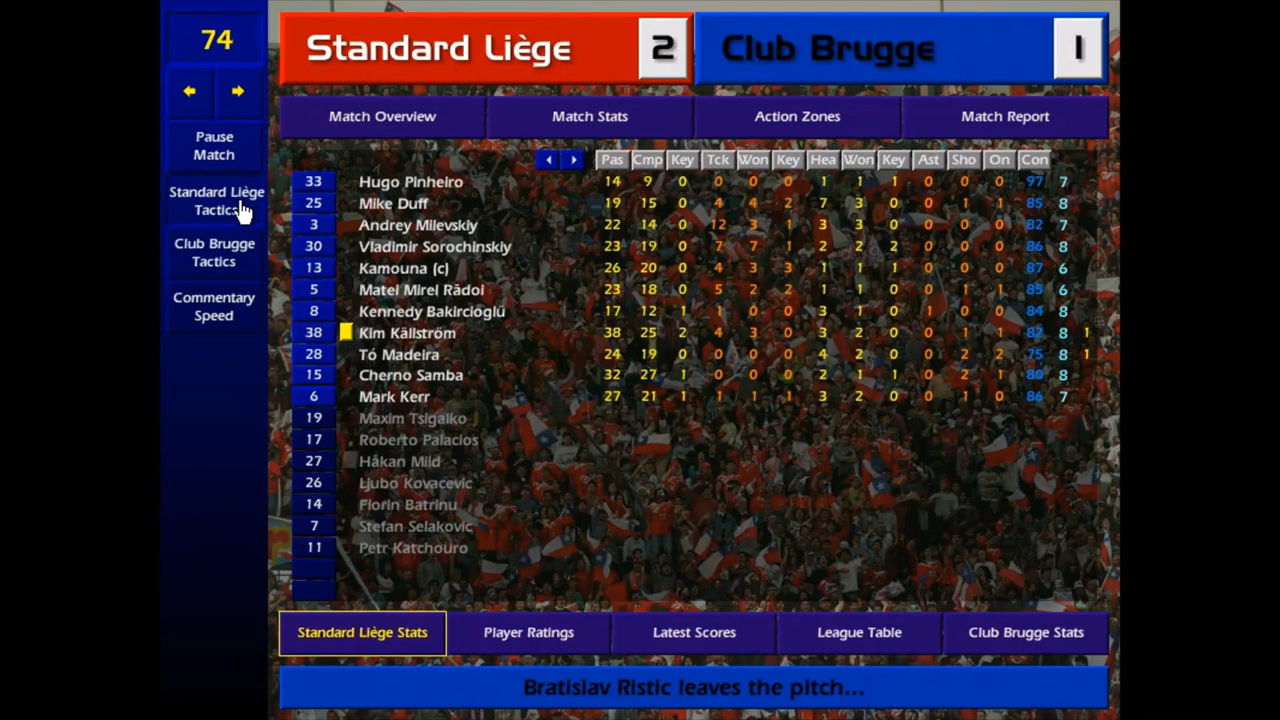 74
Standard Liège 2 Club Brugge 1
Match Overview Match Stats Action Zones Match Report
Pause
Match
Standard Liège
Tactics
Club Brugge
Tactics
Commentary
Speed
Pas Cmp Key Tck Won Key Hea Won Key Ast Sho On Con
33 Hugo Pinheiro 14 9 0 0 0 0 1 1 1 0 0 0 97 7
25 Mike Duff 19 15 0 4 4 2 7 3 0 0 1 1 85 8
3 Andrey Milevskiy 22 14 0 12 3 1 3 3 0 0 0 0 82 7
30 Vladimir Sorochinskiy 23 19 0 7 7 1 2 2 2 0 0 0 86 8
13 Kamouna (c) 26 20 0 4 3 3 1 1 1 0 0 0 87 6
5 Matei Mirel Rădoi 23 18 0 5 2 2 1 1 0 0 1 1 85 6
8 Kennedy Bakircioglü 17 12 1 1 0 0 3 1 0 1 0 0 84 8
38 Kim Källström 38 25 2 4 3 0 3 2 0 0 1 1 82 8 1
28 Tó Madeira 24 19 0 0 0 0 4 2 0 0 2 2 75 8 1
15 Cherno Samba 32 27 1 0 0 0 2 1 1 0 2 1 80 8
6 Mark Kerr 27 21 1 1 1 1 3 2 0 0 1 0 86 7
19 Maxim Tsigalko
17 Roberto Palacios
27 Håkan Mild
26 Ljubo Kovacevic
14 Florin Batrinu
7 Stefan Selakovic
11 Petr Katchouro
Standard Liège Stats Player Ratings Latest Scores League Table Club Brugge Stats
Bratislav Ristic leaves the pitch...